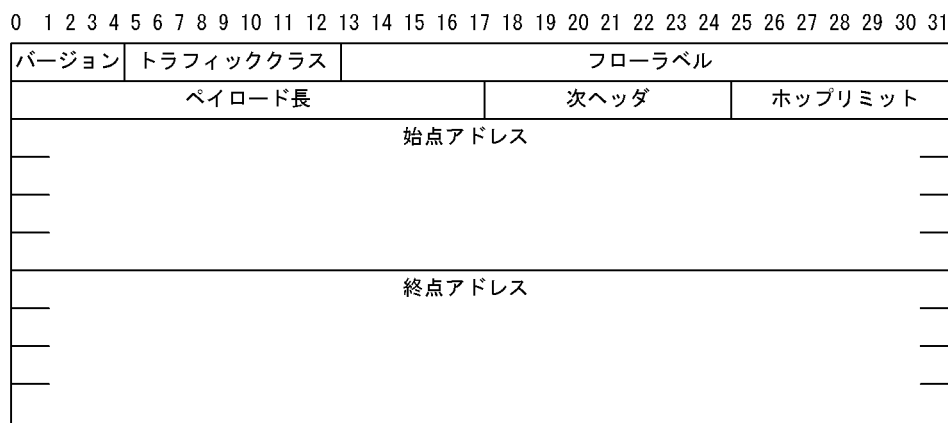 0 1 2 3 4 5 6 7 8 9 10 11 12 13 14 15 16 17 18 19 20 21 22 23 24 25 26 27 28 29 30 31
バージョン トラフィッククラス フローラベル
ペイロード長 次ヘッダ ホップリミット
始点アドレス
終点アドレス